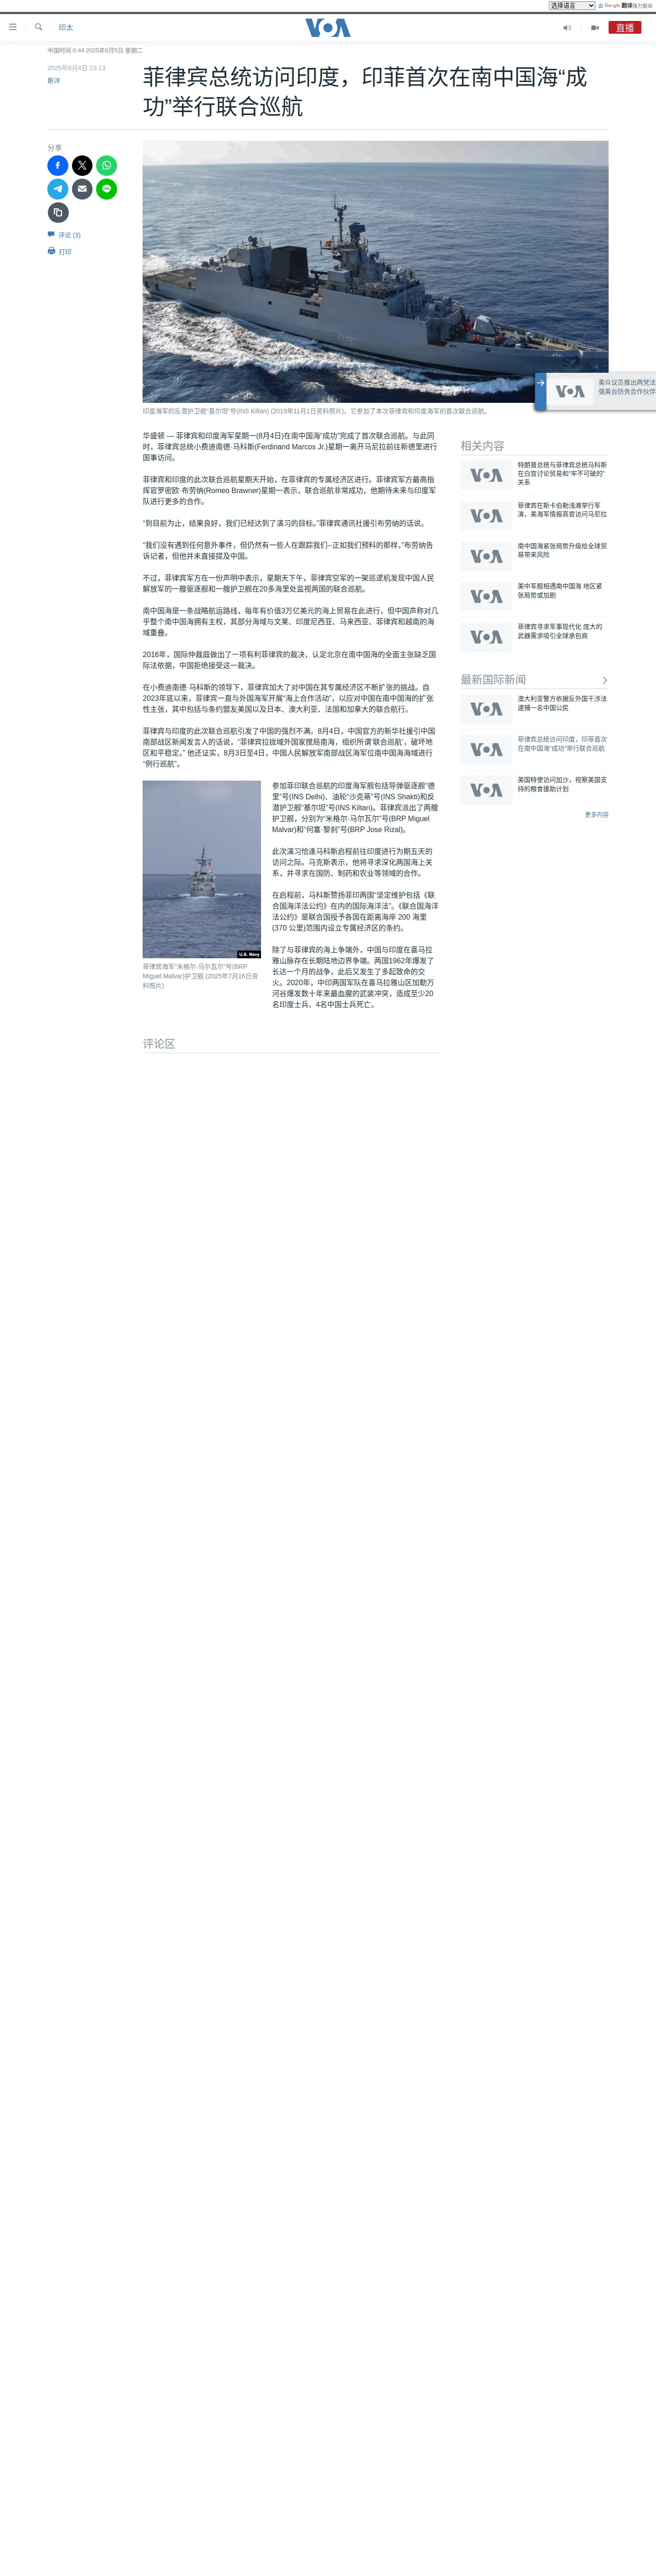 选择语言
由 Google 翻译强力驱动
印太
VOA
直播
中国时间 0:44 2025年8月5日 星期二
2025年8月4日 23:13
斯洋
菲律宾总统访问印度，印菲首次在南中国海“成
功”举行联合巡航
分享
评论 (3)
打印
印度海军的反潜护卫舰“基尔坦”号(INS Kiltan) (2019年11月1日资料照片)。它参加了本次菲律宾和印度海军的首次联合巡航。
VOA
美众议员推出两党法
强美台防务合作伙伴
华盛顿 — 菲律宾和印度海军星期一(8月4日)在南中国海“成功”完成了首次联合巡航。与此同
时，菲律宾总统小费迪南德·马科斯(Ferdinand Marcos Jr.)星期一离开马尼拉前往新德里进行
国事访问。
菲律宾和印度的此次联合巡航星期天开始，在菲律宾的专属经济区进行。菲律宾军方最高指
挥官罗密欧·布劳纳(Romeo Brawner)星期一表示，联合巡航非常成功，他期待未来与印度军
队进行更多的合作。
“到目前为止，结果良好，我们已经达到了演习的目标。”菲律宾通讯社援引布劳纳的话说。
“我们没有遇到任何意外事件，但仍然有一些人在跟踪我们--正如我们预料的那样，”布劳纳告
诉记者，但他并未直接提及中国。
不过，菲律宾军方在一份声明中表示，星期天下午，菲律宾空军的一架巡逻机发现中国人民
解放军的一艘驱逐舰和一艘护卫舰在20多海里处监视两国的联合巡航。
南中国海是一条战略航运路线，每年有价值3万亿美元的海上贸易在此进行，但中国声称对几
乎整个南中国海拥有主权，其部分海域与文莱、印度尼西亚、马来西亚、菲律宾和越南的海
域重叠。
2016年，国际仲裁庭做出了一项有利菲律宾的裁决，认定北京在南中国海的全面主张缺乏国
际法依据，中国拒绝接受这一裁决。
在小费迪南德·马科斯的领导下，菲律宾加大了对中国在其专属经济区不断扩张的挑战。自
2023年底以来，菲律宾一直与外国海军开展“海上合作活动”，以应对中国在南中国海的扩张
性主张，其中包括与条约盟友美国以及日本、澳大利亚、法国和加拿大的联合航行。
菲律宾与印度的此次联合巡航引发了中国的强烈不满。8月4日，中国官方的新华社援引中国
南部战区新闻发言人的话说，“菲律宾拉拢域外国家搅局南海，组织所谓‘联合巡航’，破坏地
区和平稳定。” 他还证实，8月3日至4日，中国人民解放军南部战区海军位南中国海海域进行
“例行巡航”。
U.S. Navy
菲律宾海军“米格尔·马尔瓦尔”号(BRP
Miguel Malvar)护卫舰 (2025年7月16日资
料照片)
参加菲印联合巡航的印度海军舰包括导弹驱逐舰“德
里”号(INS Delhi)、油轮“沙克蒂”号(INS Shakti)和反
潜护卫舰“基尔坦”号(INS Kiltan)。菲律宾派出了两艘
护卫舰，分别为“米格尔·马尔瓦尔”号(BRP Miguel
Malvar)和“何塞·黎刹”号(BRP Jose Rizal)。
此次演习恰逢马科斯启程前往印度进行为期五天的
访问之际。马克斯表示，他将寻求深化两国海上关
系，并寻求在国防、制药和农业等领域的合作。
在启程前，马科斯赞扬菲印两国“坚定维护包括《联
合国海洋法公约》在内的国际海洋法”。《联合国海洋
法公约》是联合国授予各国在距离海岸 200 海里
(370 公里)范围内设立专属经济区的条约。
除了与菲律宾的海上争端外，中国与印度在喜马拉
雅山脉存在长期陆地边界争端。两国1962年爆发了
长达一个月的战争，此后又发生了多起致命的交
火。2020年，中印两国军队在喜马拉雅山区加勒万
河谷爆发数十年来最血腥的武装冲突，造成至少20
名印度士兵、4名中国士兵死亡。
评论区
相关内容
VOA
特朗普总统与菲律宾总统马科斯
在白宫讨论贸易和“牢不可破的”
关系
VOA
菲律宾在斯卡伯勒浅滩举行军
演，美海军情报高官访问马尼拉
VOA
南中国海紧张局势升级给全球贸
易带来风险
VOA
美中军舰相遇南中国海 地区紧
张局势或加剧
VOA
菲律宾寻求军事现代化 庞大的
武器需求吸引全球承包商
最新国际新闻
VOA
澳大利亚警方依据反外国干涉法
逮捕一名中国公民
VOA
菲律宾总统访问印度，印菲首次
在南中国海“成功”举行联合巡航
VOA
美国特使访问加沙，视察美国支
持的粮食援助计划
更多内容